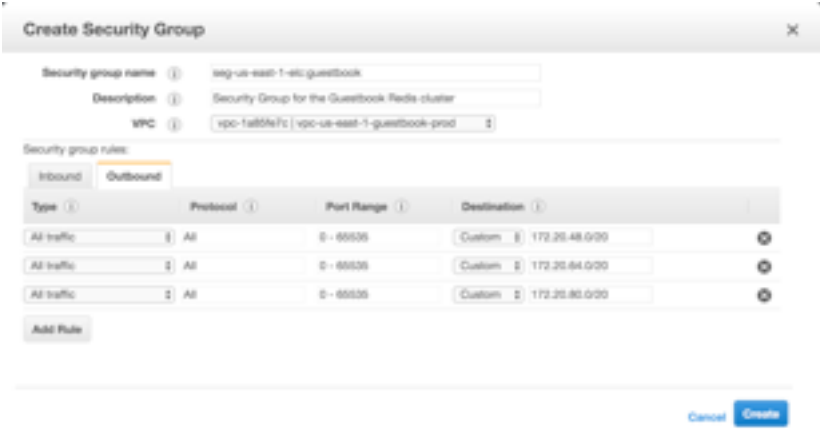 Create Security Group
Security group name seg-us-east-1-elc:guestbook
Description Security Group for the Guestbook Redis cluster
VPC vpc-1a85fe7c | vpc-us-east-1-guestbook-prod
Security group rules:
Inbound Outbound
Type Protocol Port Range Destination
All traffic All 0 - 65535 Custom 172.20.48.0/20
All traffic All 0 - 65535 Custom 172.20.64.0/20
All traffic All 0 - 65535 Custom 172.20.80.0/20
Add Rule
Cancel Create